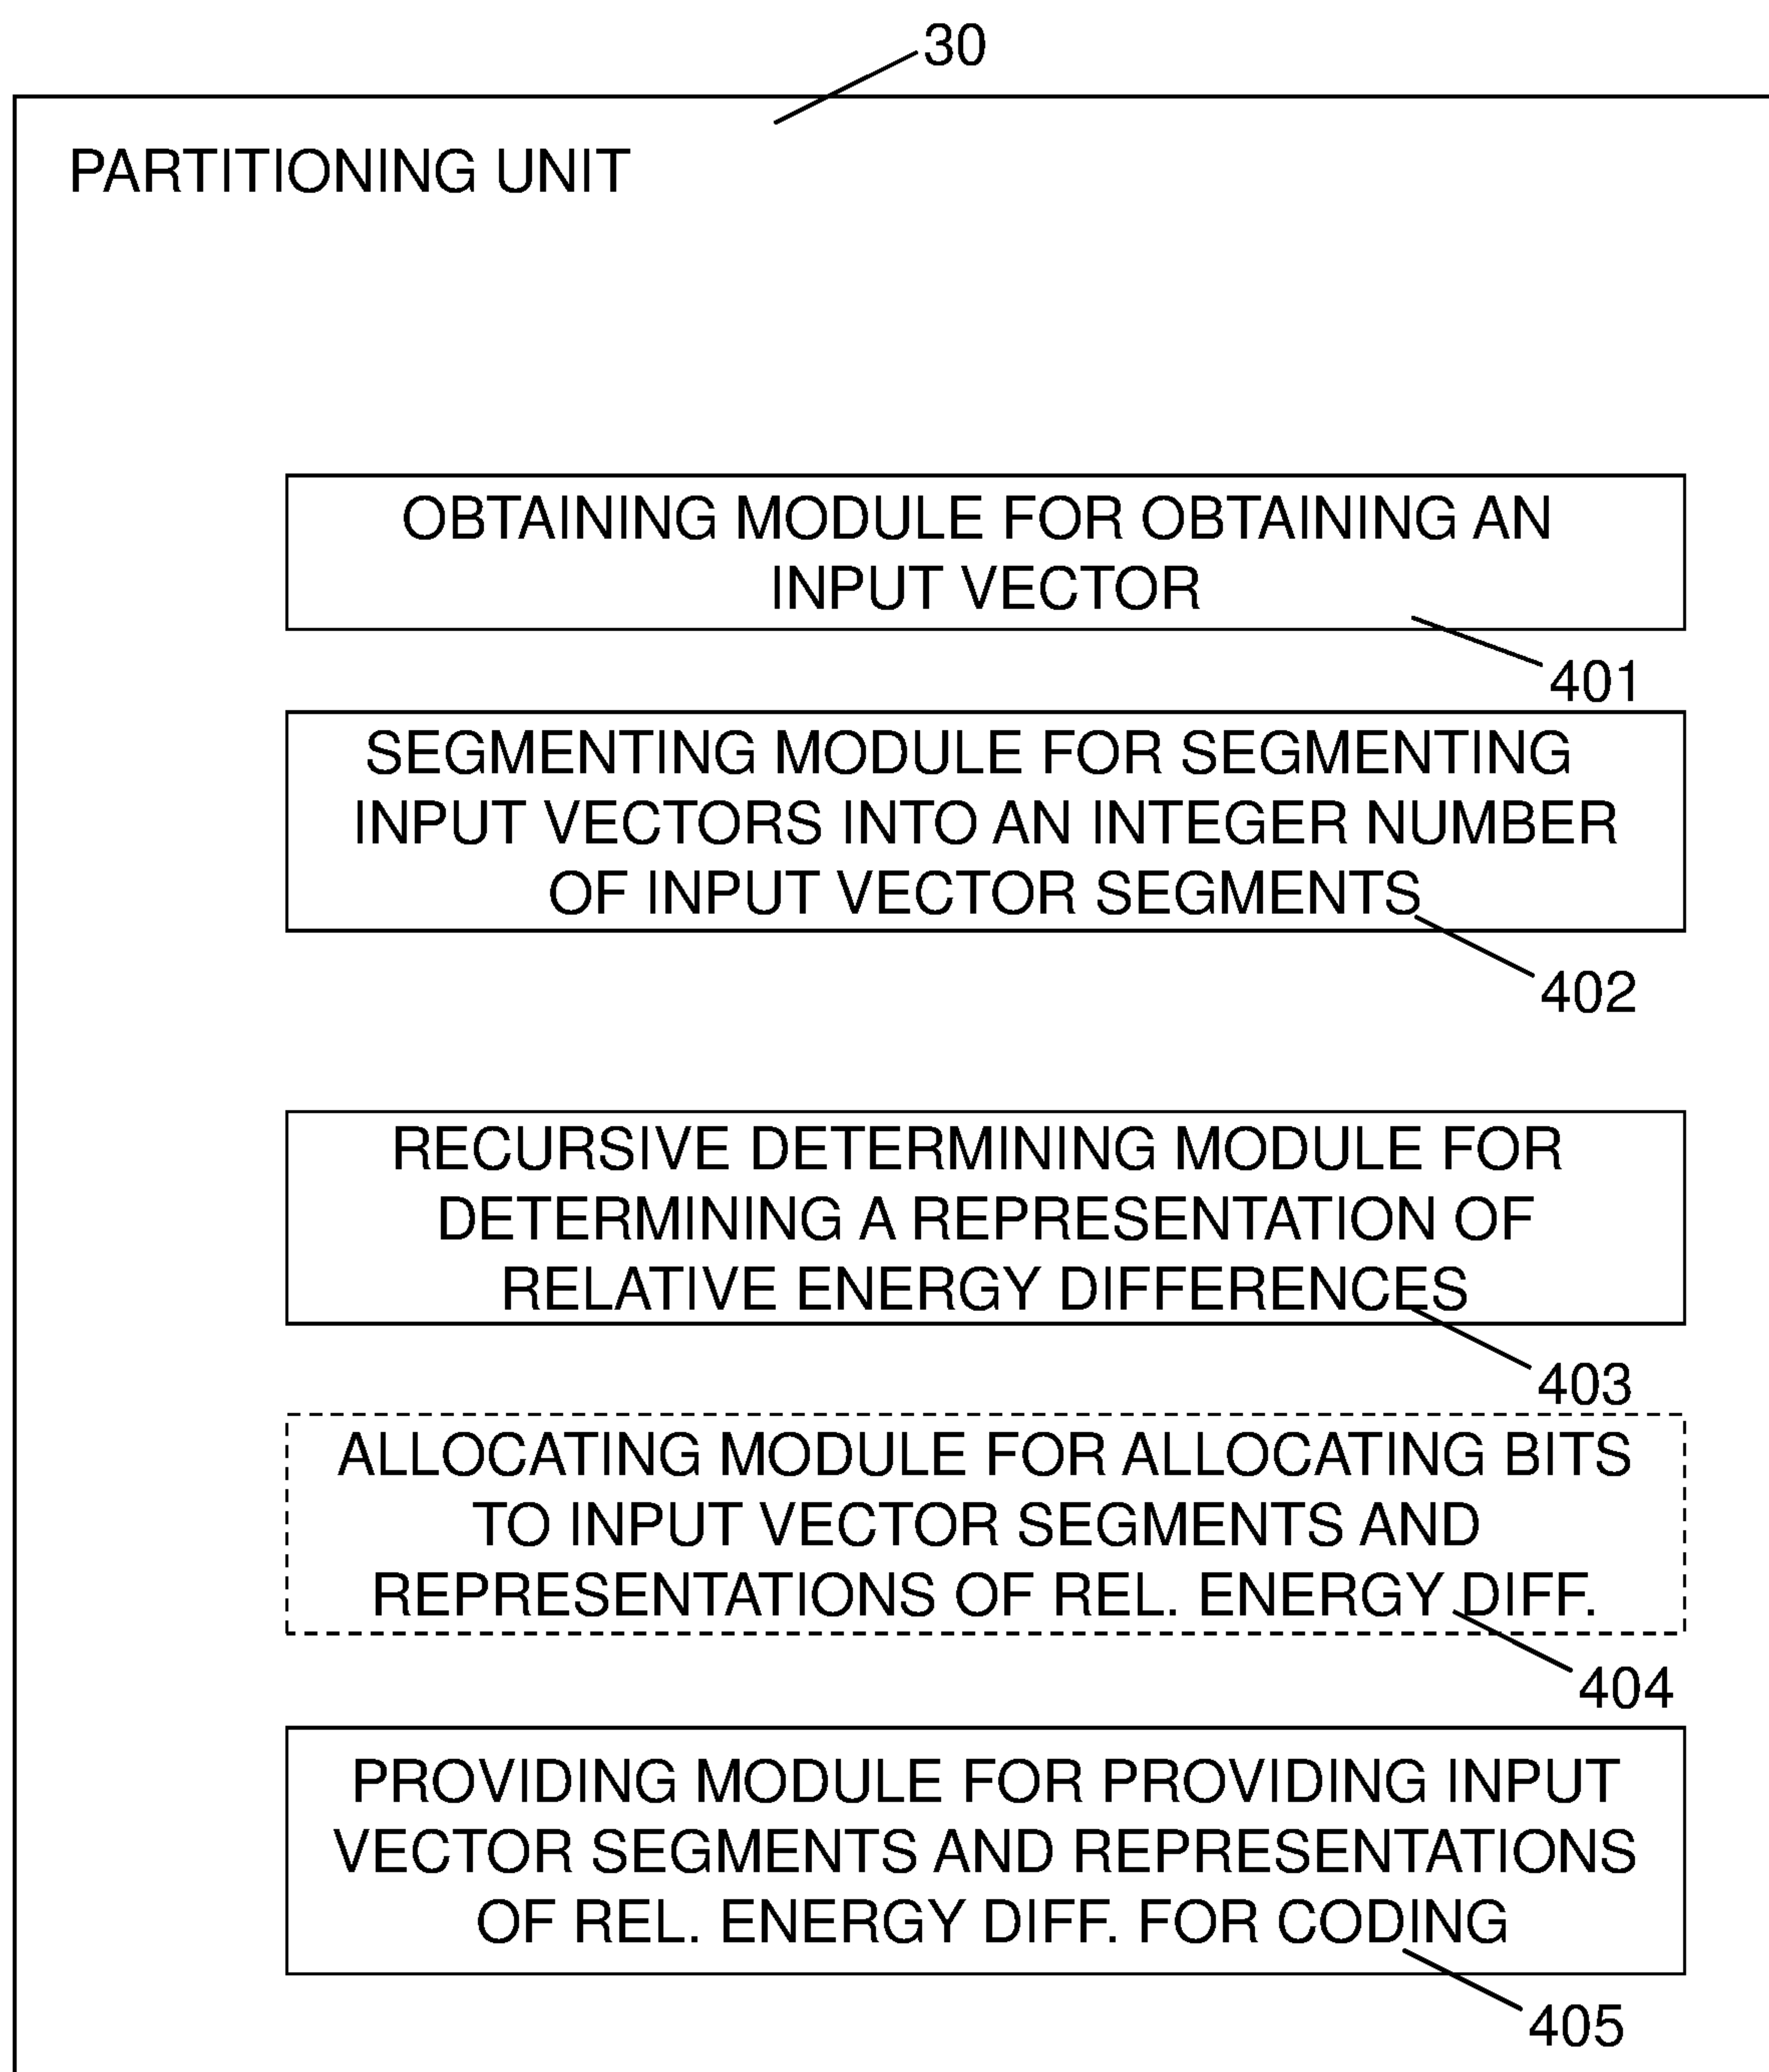 30
PARTITIONING UNIT
OBTAINING MODULE FOR OBTAINING AN
INPUT VECTOR
401
SEGMENTING MODULE FOR SEGMENTING
INPUT VECTORS INTO AN INTEGER NUMBER
OF INPUT VECTOR SEGMENTS
402
RECURSIVE DETERMINING MODULE FOR
DETERMINING A REPRESENTATION OF
RELATIVE ENERGY DIFFERENCES
403
ALLOCATING MODULE FOR ALLOCATING BITS
TO INPUT VECTOR SEGMENTS AND
REPRESENTATIONS OF REL. ENERGY DIFF.
404
PROVIDING MODULE FOR PROVIDING INPUT
VECTOR SEGMENTS AND REPRESENTATIONS
OF REL. ENERGY DIFF. FOR CODING
405